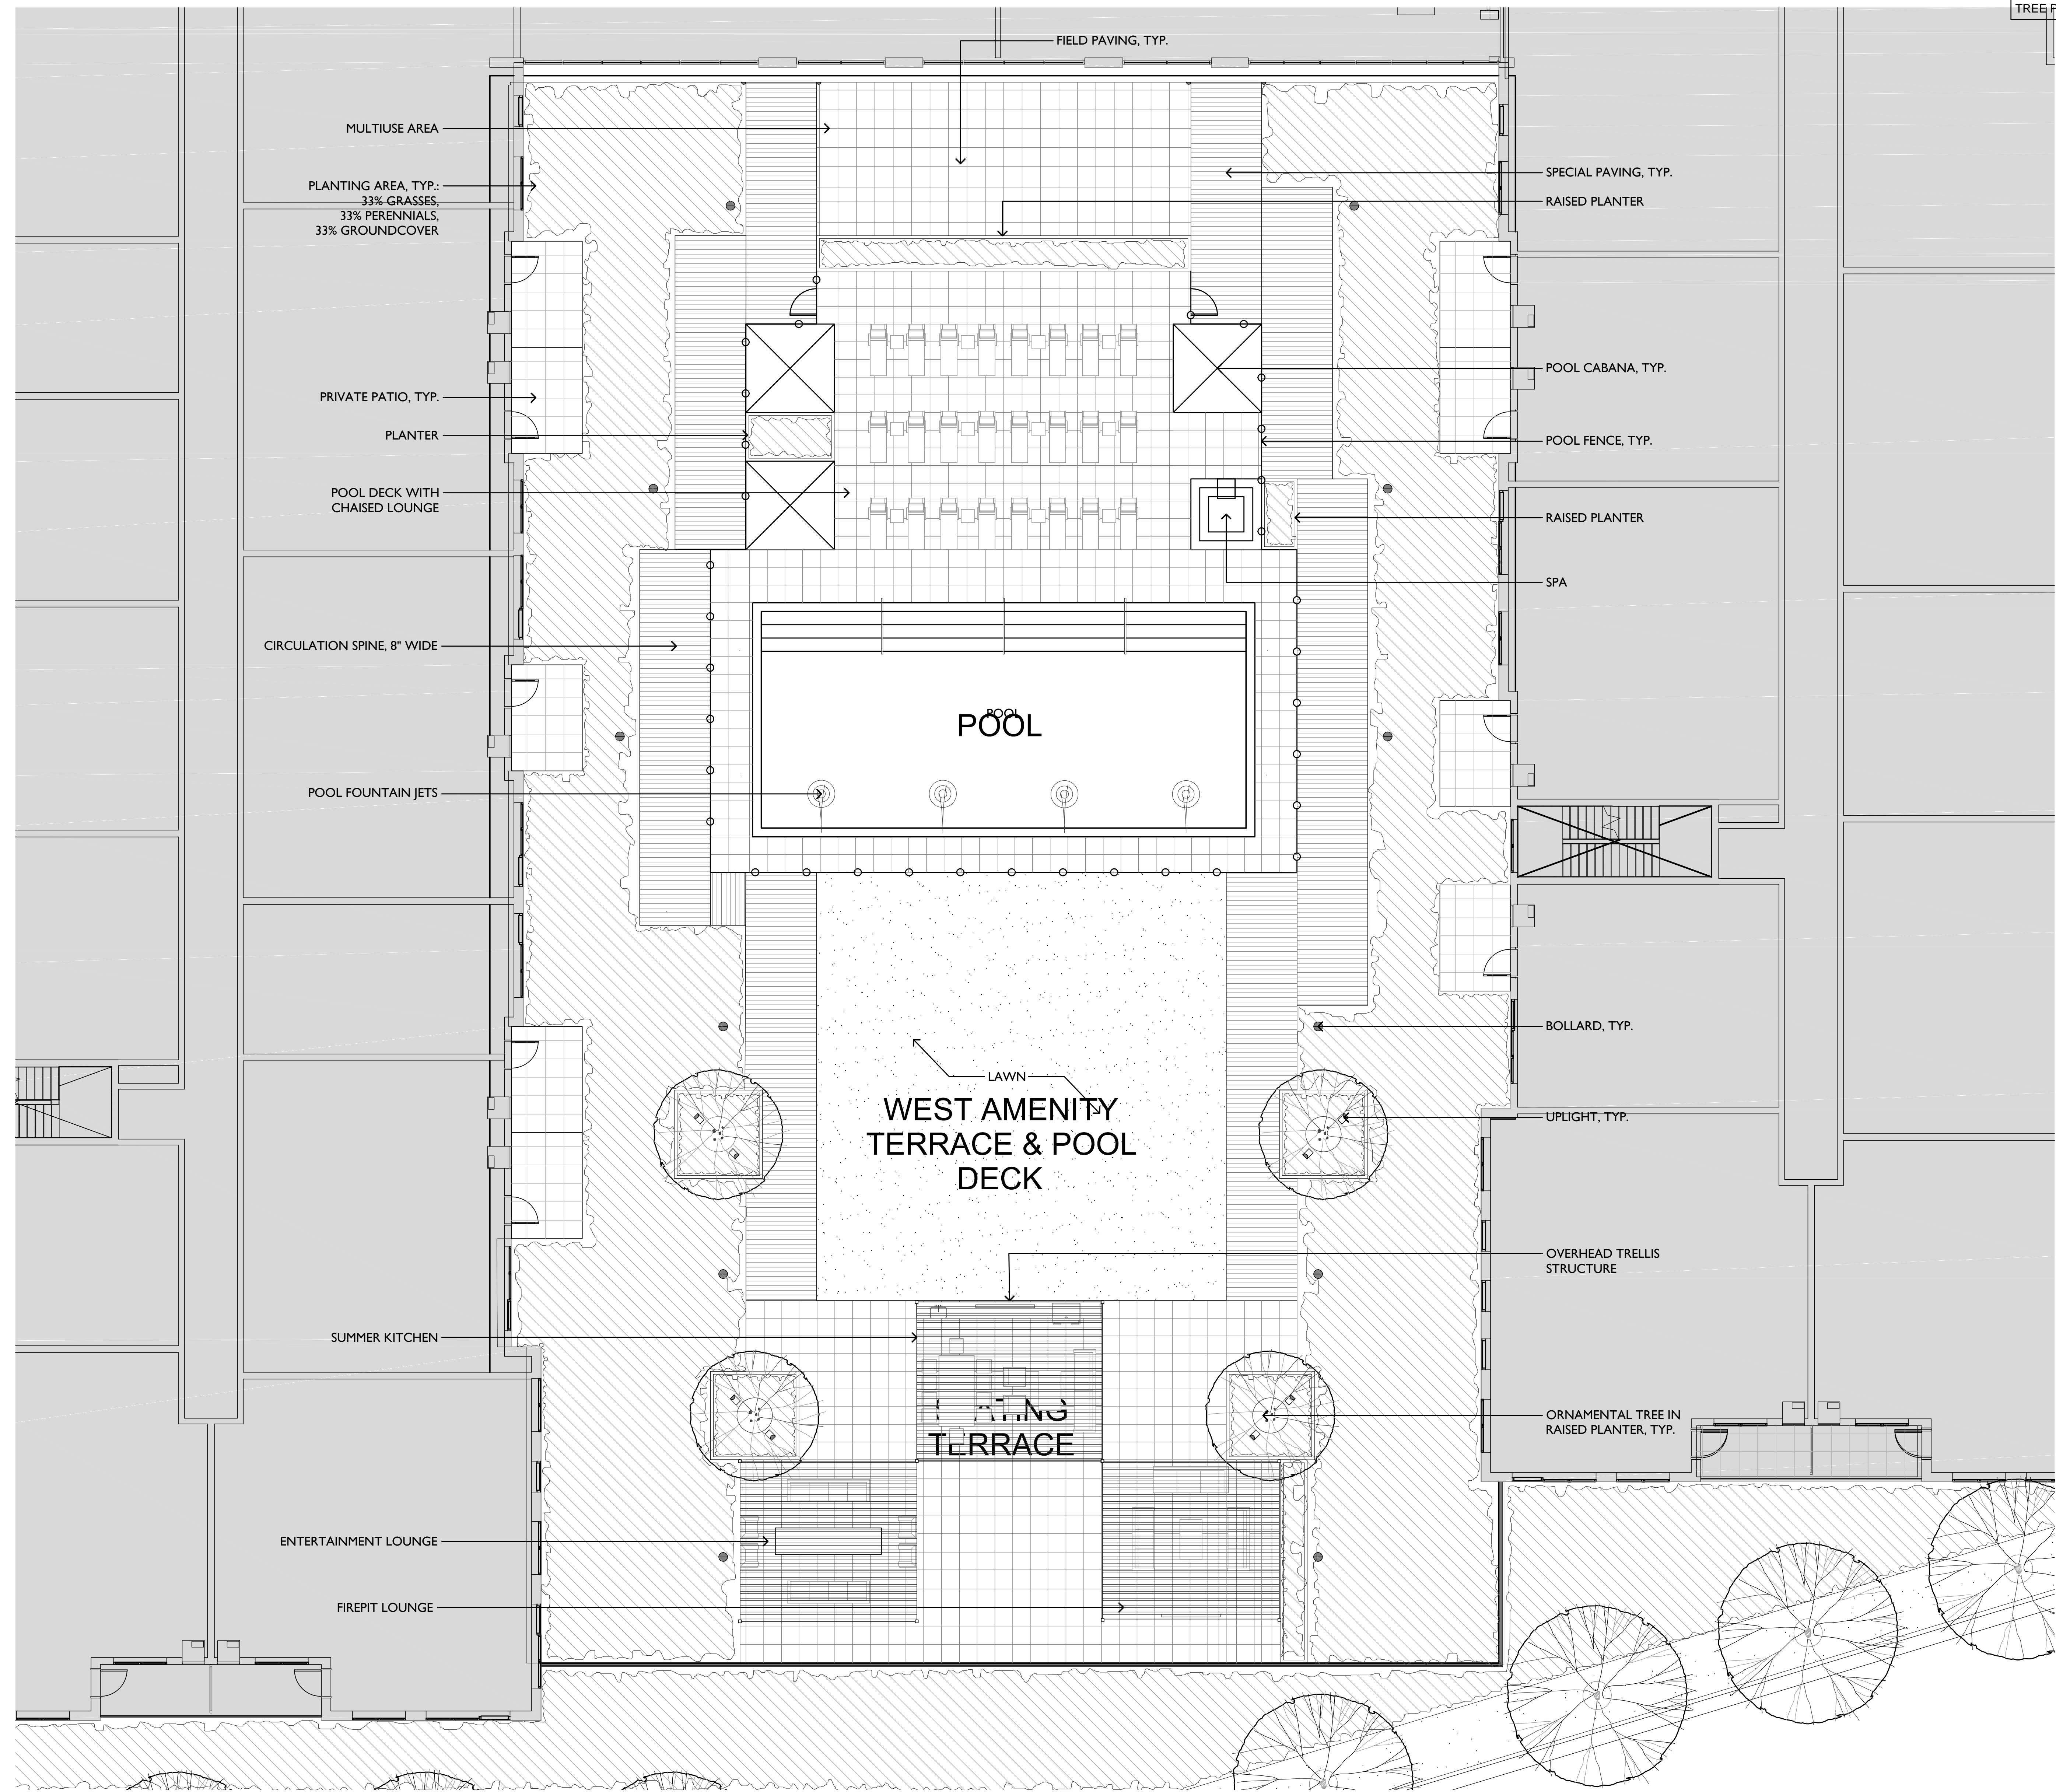 TREE
FIELD PAVING, TYP.
MULTIUSE AREA
PLANTING AREA, TYP.:
33% GRASSES,
33% PERENNIALS,
33% GROUNDCOVER
SPECIAL PAVING, TYP.
RAISED PLANTER
POOL CABANA, TYP.
PRIVATE PATIO, TYP.
PLANTER
POOL FENCE, TYP.
POOL DECK WITH
CHAISED LOUNGE
RAISED PLANTER
SPA
CIRCULATION SPINE, 8" WIDE
POOL
POOL
POOL FOUNTAIN JETS
BOLLARD, TYP.
LAWN
WEST AMENITY
TERRACE & POOL
DECK
UPLIGHT, TYP.
OVERHEAD TRELLIS
STRUCTURE
SUMMER KITCHEN
TERRACE
ORNAMENTAL TREE IN
RAISED PLANTER, TYP.
ENTERTAINMENT LOUNGE
FIREPIT LOUNGE